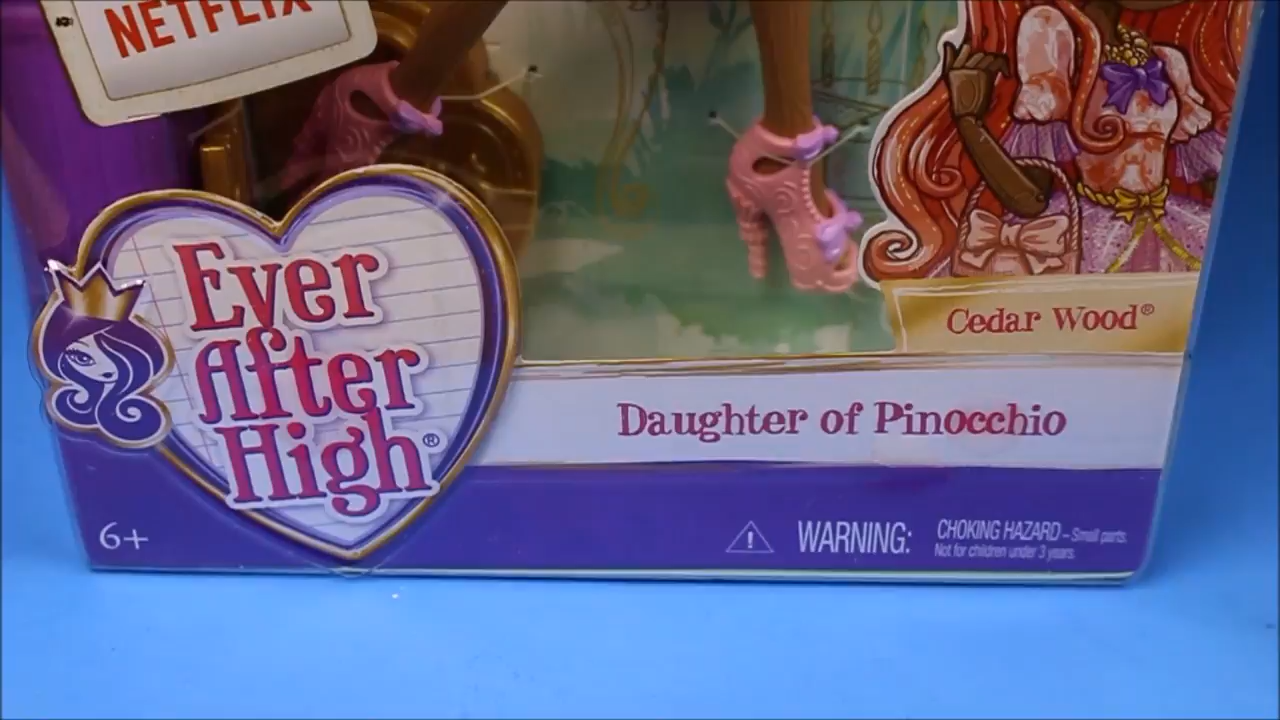 NETFLIX
Ever
After
High®
Cedar Wood®
Daughter of Pinocchio
6+
WARNING:
CHOKING HAZARD – Small parts.
Not for children under 3 years.